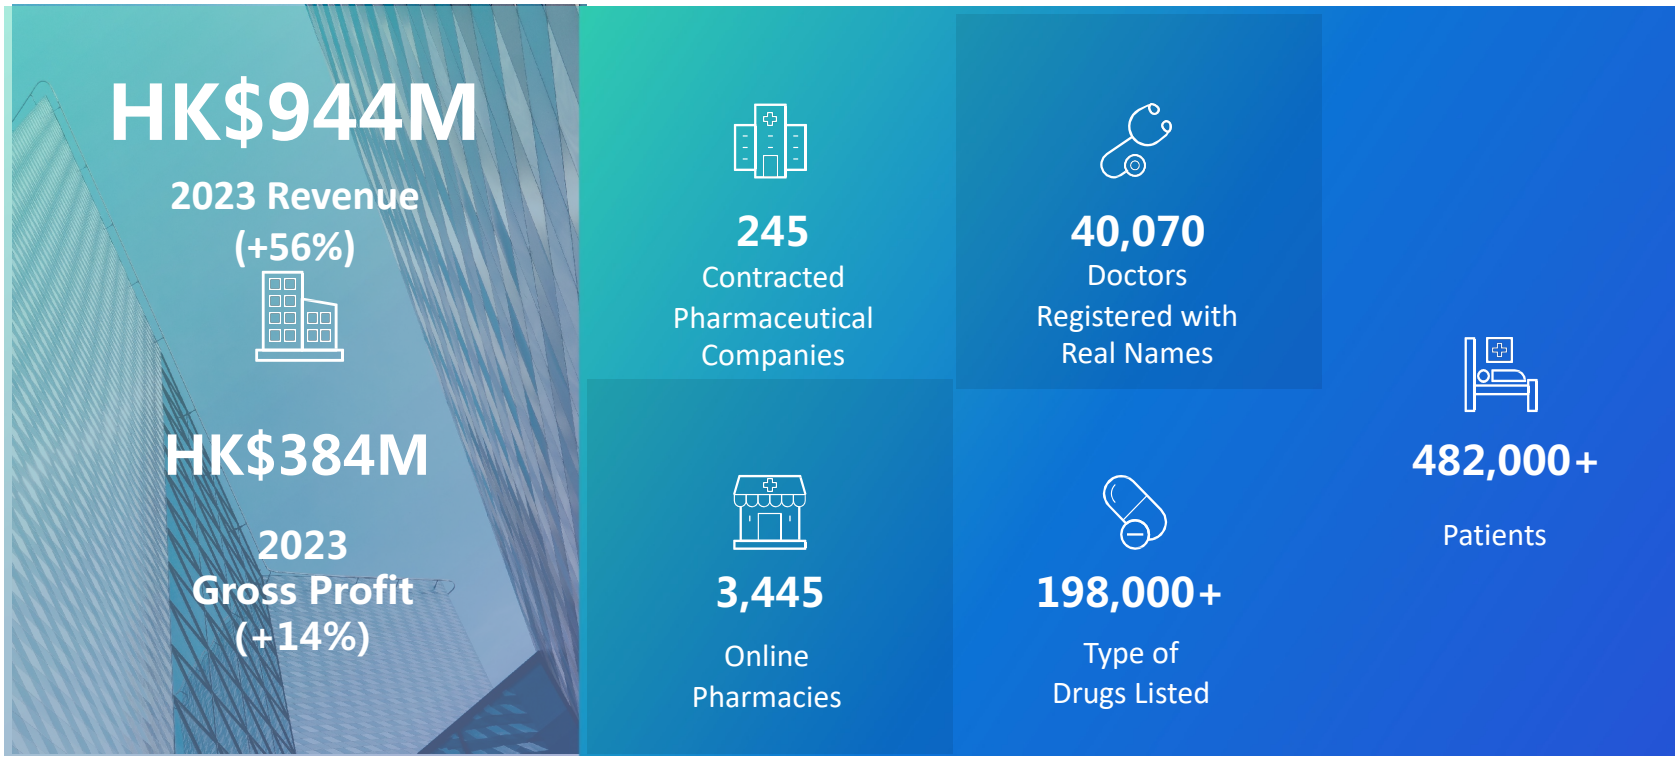 HK$944M
2023 Revenue
(+56%)
HK$384M
2023
Gross Profit
(+14%)
245
Contracted
Pharmaceutical
Companies
40,070
Doctors
Registered with
Real Names
3,445
Online
Pharmacies
198,000+
Type of
Drugs Listed
482,000+
Patients